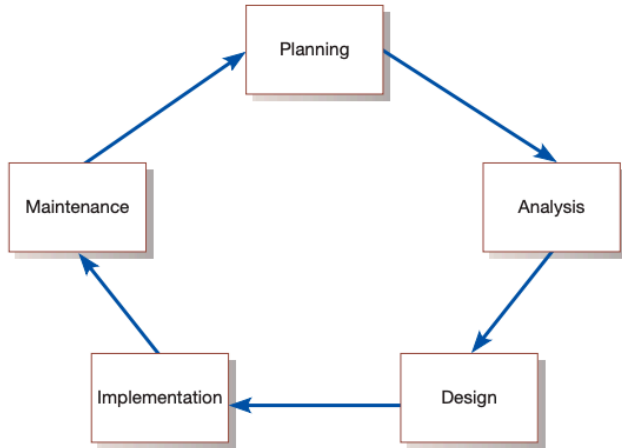 Planning
Analysis
Design
Implementation
Maintenance